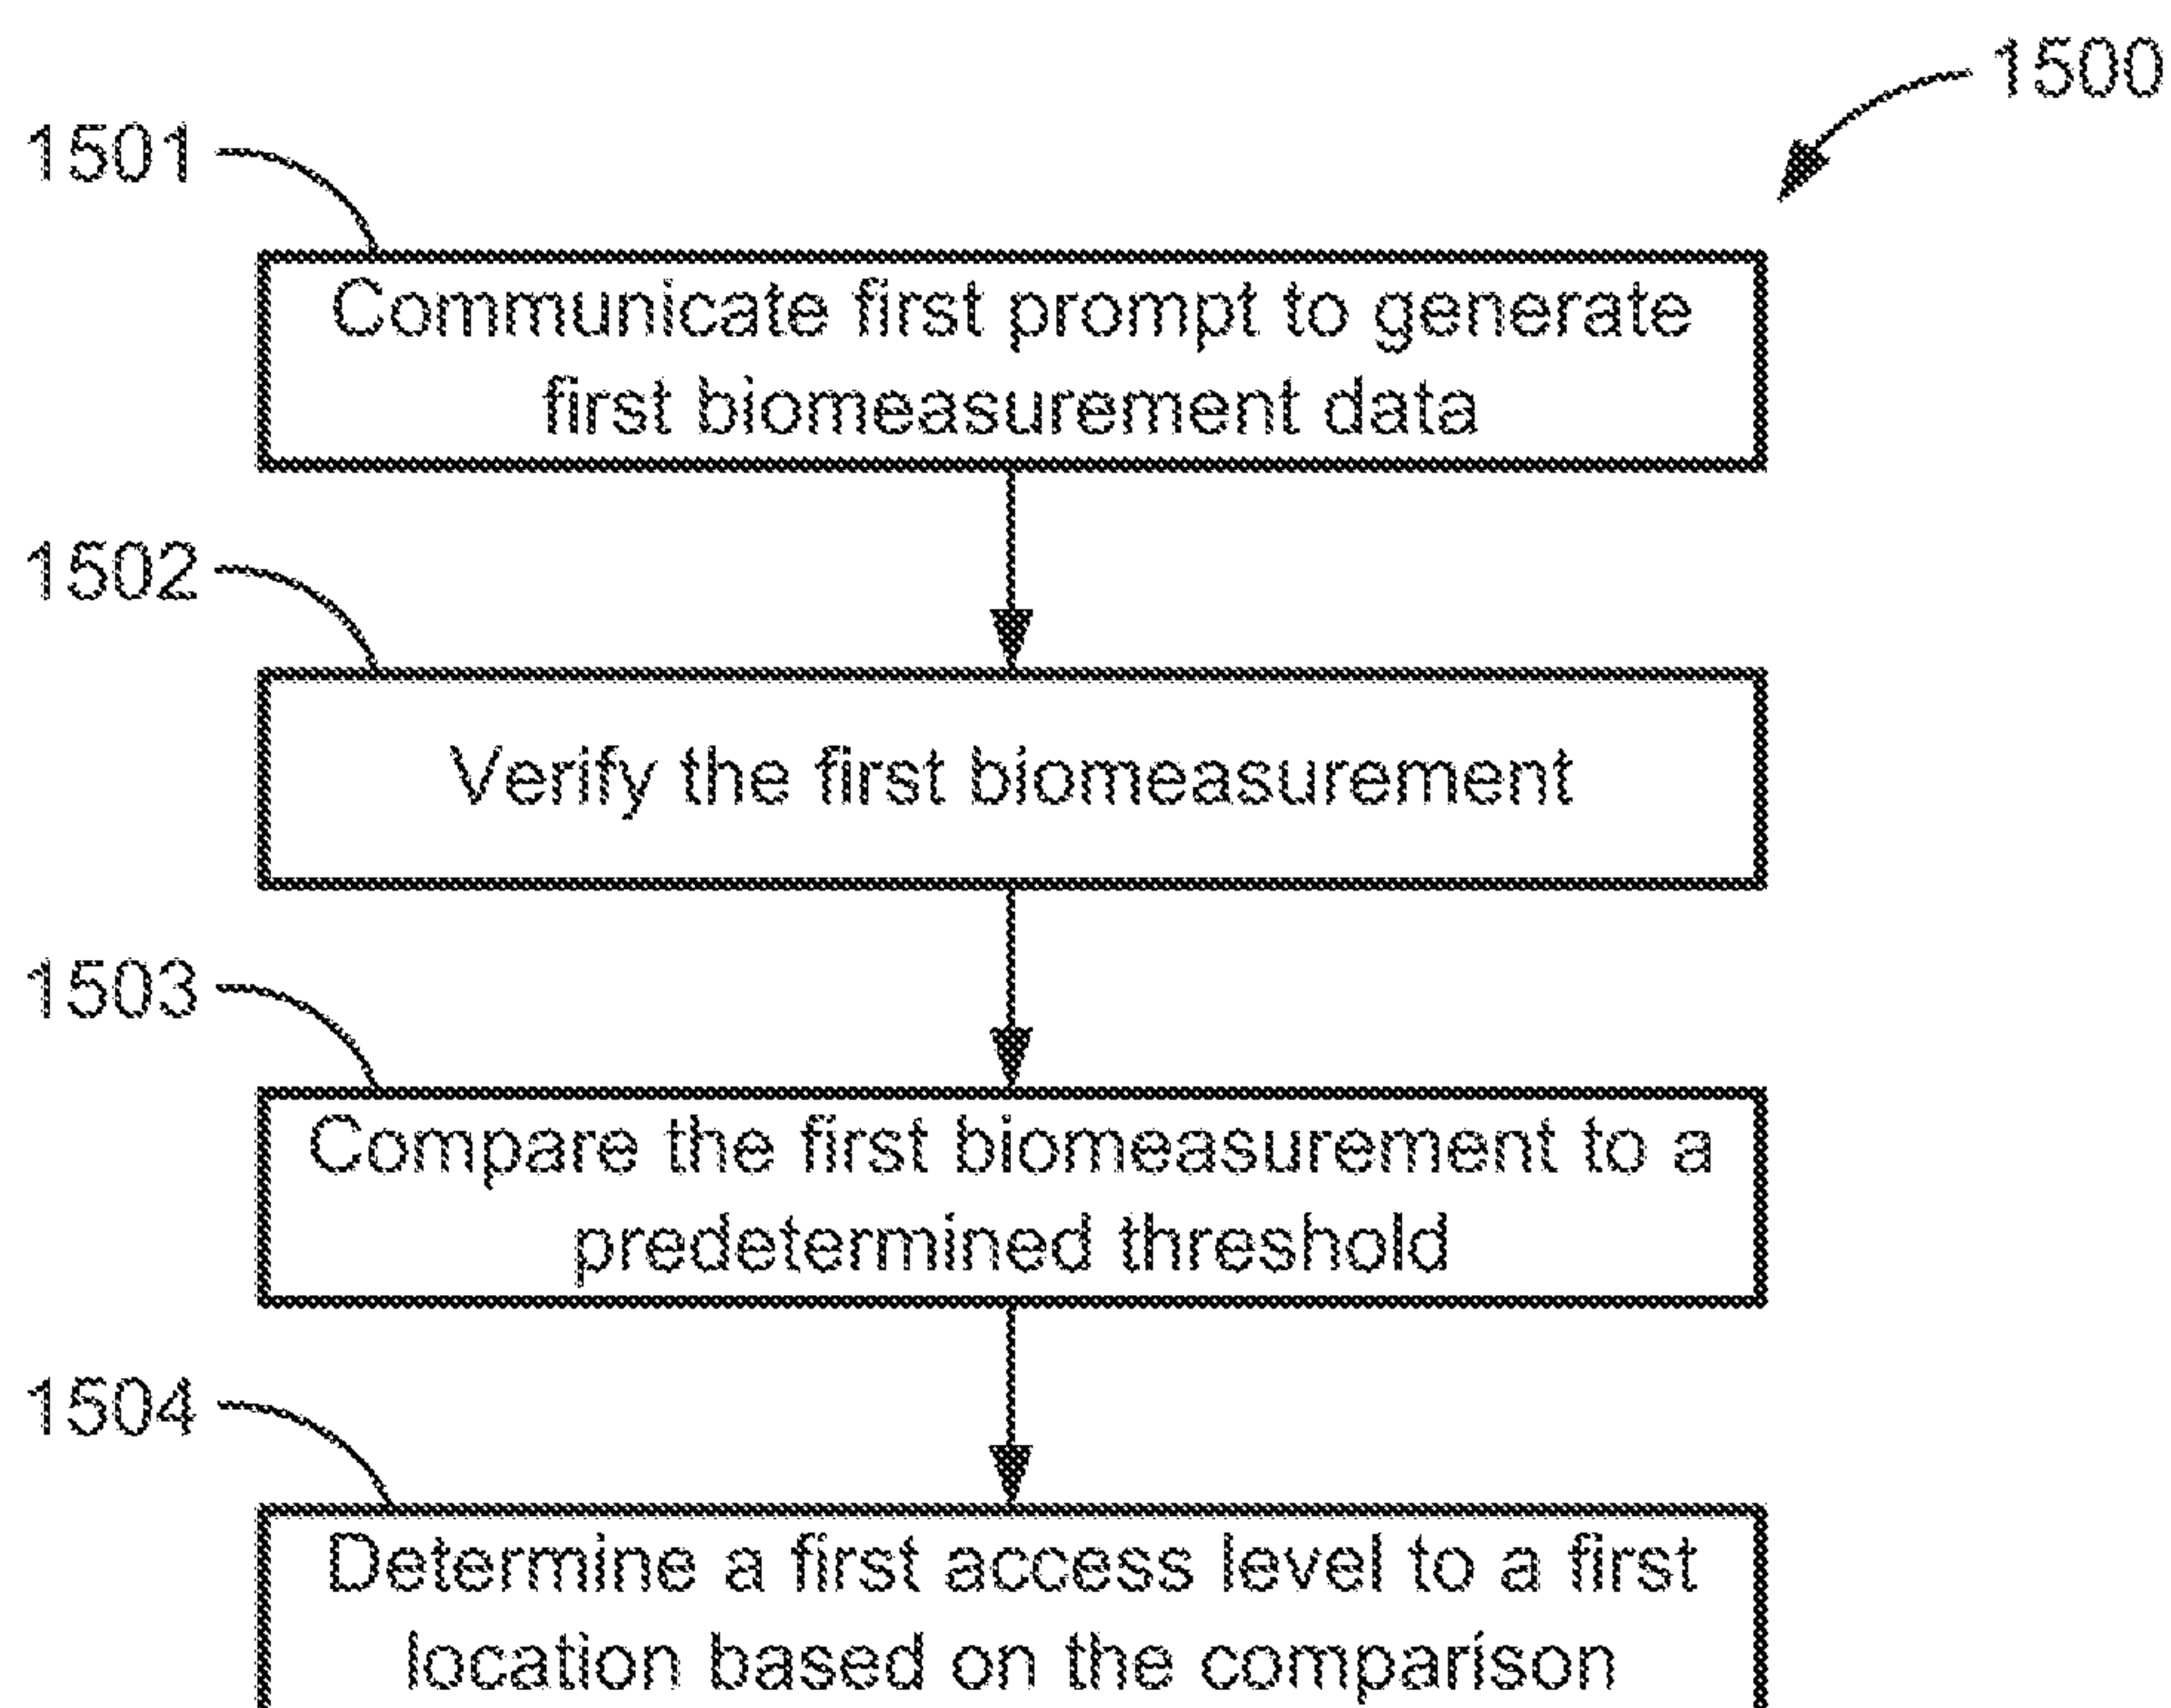 1500
1501
Communicate first prompt to generate
first biomeasurement data
1502
Verify the first biomeasurement
1503
Compare the first biomeasurement to a
predetermined threshold
1504
Determine a first access level to a first
location based on the comparison